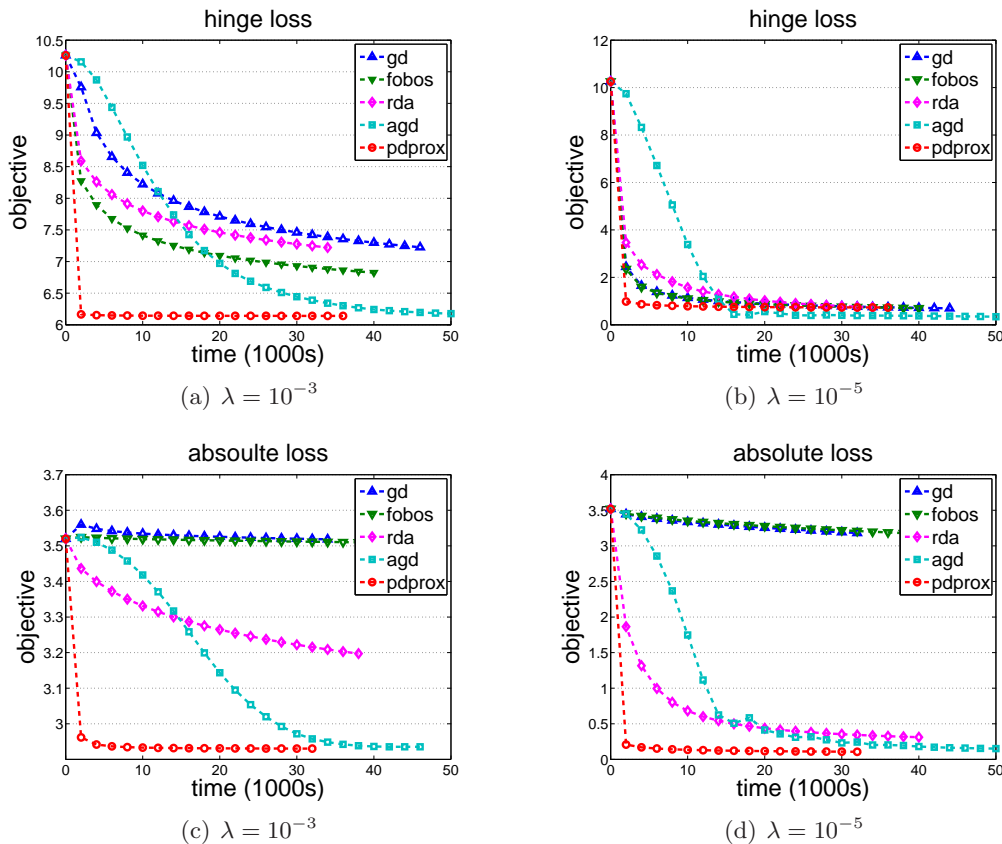 hinge loss
10.5
10
9.5
9
8.5
8
7.5
7
6.5
6
0 10 20 30 40 50
objective
time (1000s)
gd
fobos
rda
agd
pdprox
(a) λ = 10⁻³
hinge loss
12
10
8
6
4
2
0
0 10 20 30 40 50
objective
time (1000s)
gd
fobos
rda
agd
pdprox
(b) λ = 10⁻⁵
absoulte loss
3.7
3.6
3.5
3.4
3.3
3.2
3.1
3
0 10 20 30 40 50
objective
time (1000s)
gd
fobos
rda
agd
pdprox
(c) λ = 10⁻³
absolute loss
4
3.5
3
2.5
2
1.5
1
0.5
0
0 10 20 30 40 50
objective
time (1000s)
gd
fobos
rda
agd
pdprox
(d) λ = 10⁻⁵